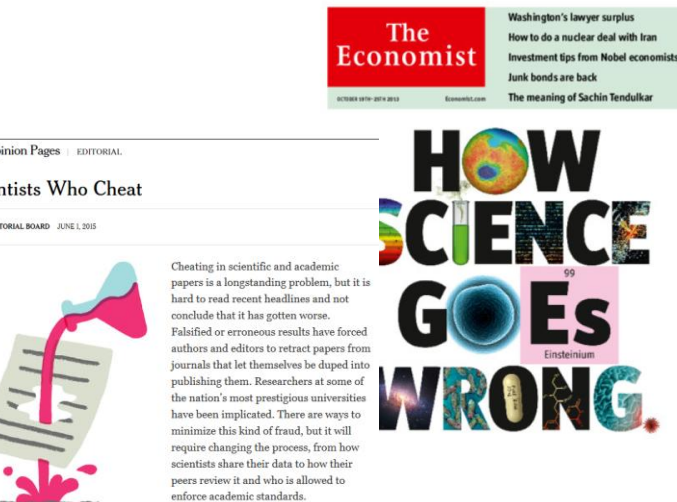 The
Economist
OCTOBER 19TH-25TH 2013
Economist.com
Washington's lawyer surplus
How to do a nuclear deal with Iran
Investment tips from Nobel economists
Junk bonds are back
The meaning of Sachin Tendulkar
HOW
SCIENCE
GOEs
99
Einsteinium
WRONG.
inion Pages | EDITORIAL
ntists Who Cheat
TORIAL BOARD JUNE 1, 2015
Cheating in scientific and academic
papers is a longstanding problem, but it is
hard to read recent headlines and not
conclude that it has gotten worse.
Falsified or erroneous results have forced
authors and editors to retract papers from
journals that let themselves be duped into
publishing them. Researchers at some of
the nation's most prestigious universities
have been implicated. There are ways to
minimize this kind of fraud, but it will
require changing the process, from how
scientists share their data to how their
peers review it and who is allowed to
enforce academic standards.